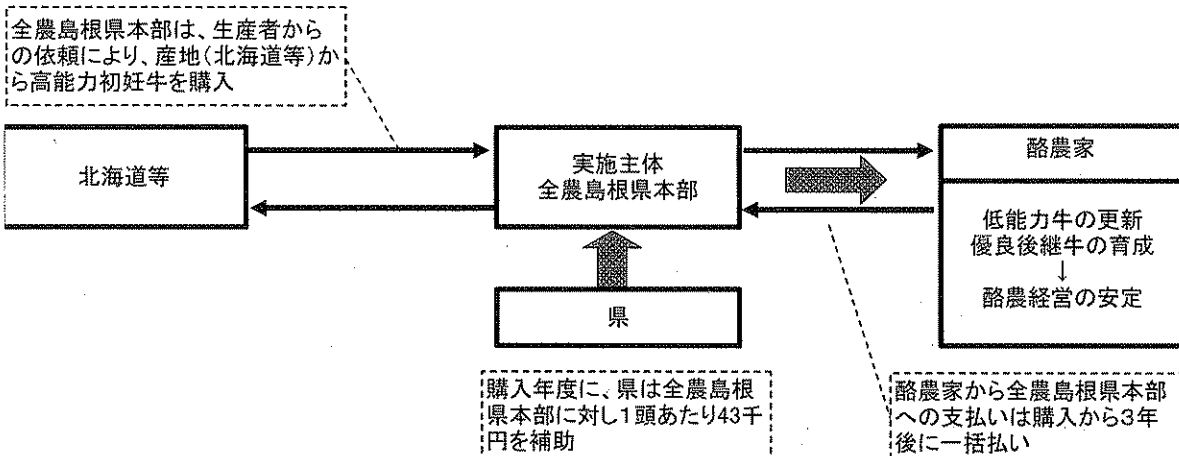 全農島根県本部は、生産者から
の依頼により、産地(北海道等)か
ら高能力初妊牛を購入
北海道等
実施主体
全農島根県本部
酪農家
低能力牛の更新
優良後継牛の育成
↓
酪農経営の安定
県
購入年度に、県は全農島根
県本部に対し1頭あたり43千
円を補助
酪農家から全農島根県本部
への支払いは購入から3年
後に一括払い